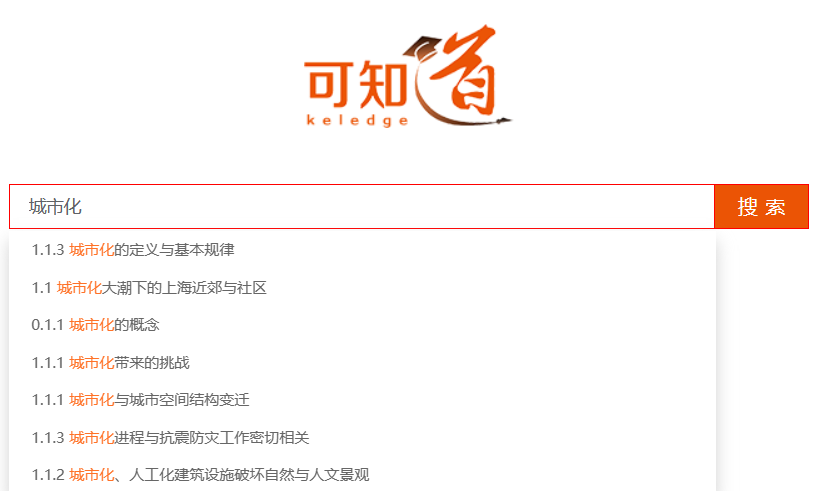 可知道
keledge
城市化
搜 索
1.1.3 城市化的定义与基本规律
1.1 城市化大潮下的上海近郊与社区
0.1.1 城市化的概念
1.1.1 城市化带来的挑战
1.1.1 城市化与城市空间结构变迁
1.1.3 城市化进程与抗震防灾工作密切相关
1.1.2 城市化、人工化建筑设施破坏自然与人文景观